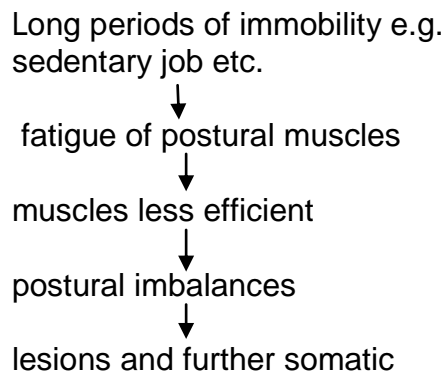 Long periods of immobility e.g.
sedentary job etc.
fatigue of postural muscles
muscles less efficient
postural imbalances
lesions and further somatic